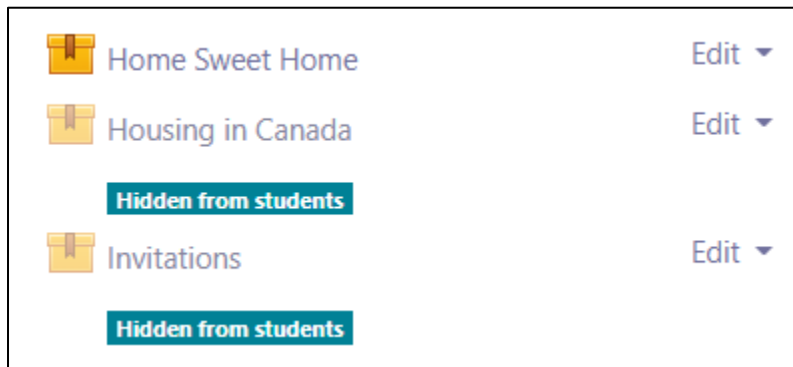 Home Sweet Home Edit
Housing in Canada Edit
Hidden from students
Invitations Edit
Hidden from students